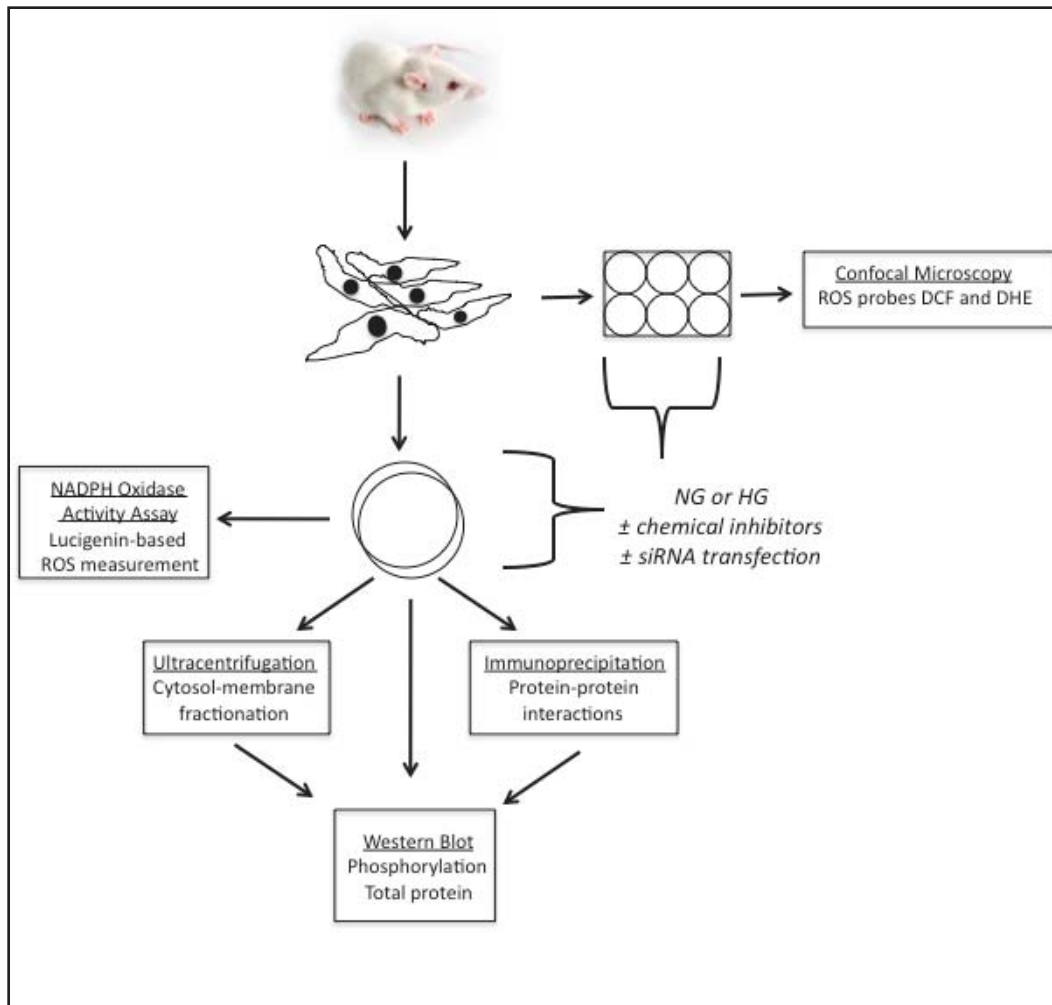 Confocal Microscopy
ROS probes DCF and DHE
NADPH Oxidase
Activity Assay
Lucigenin-based
ROS measurement
NG or HG
± chemical inhibitors
± siRNA transfection
Ultracentrifugation
Cytosol-membrane
fractionation
Immunoprecipitation
Protein-protein
interactions
Western Blot
Phosphorylation
Total protein